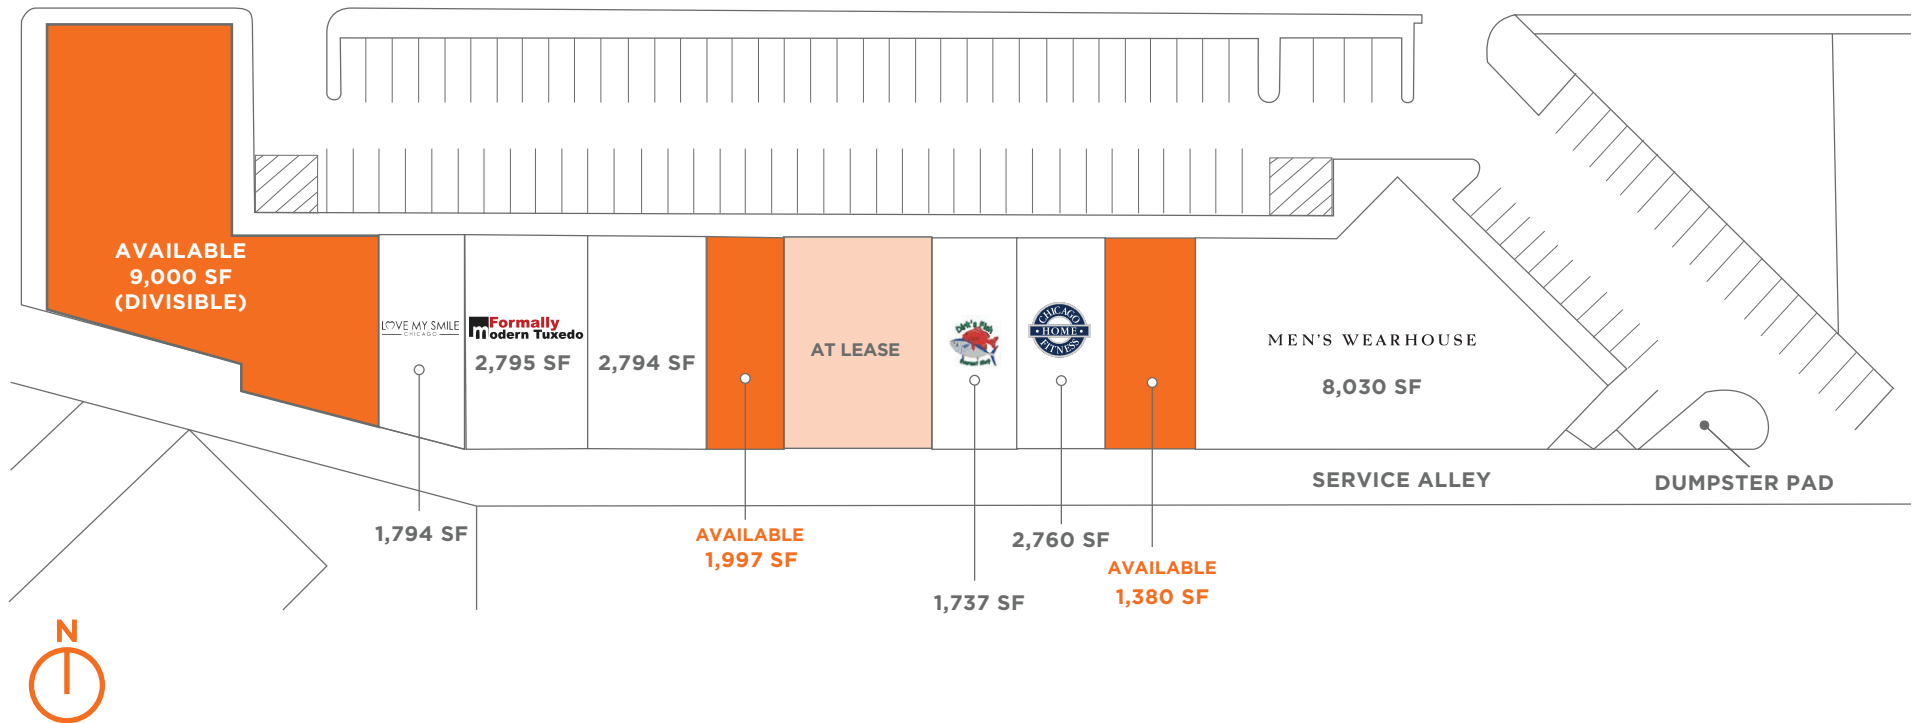 AVAILABLE
9,000 SF
(DIVISIBLE)
LOVE MY SMILE
CHICAGO
Formally
Modern Tuxedo
2,795 SF
2,794 SF
AT LEASE
Dirk's Fish
CHICAGO
HOME
FITNESS
MEN'S WEARHOUSE
8,030 SF
SERVICE ALLEY
DUMPSTER PAD
1,794 SF
AVAILABLE
1,997 SF
1,737 SF
2,760 SF
AVAILABLE
1,380 SF
N